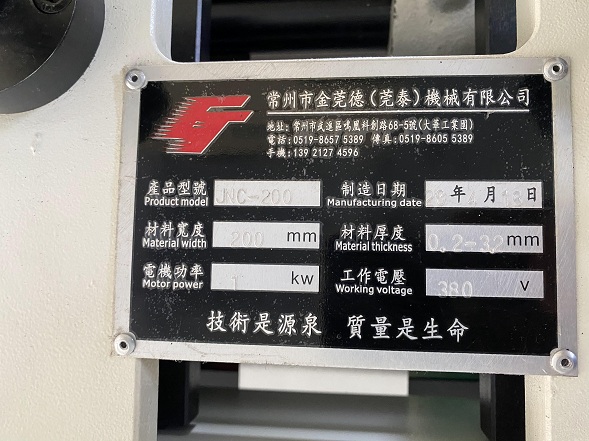 常州市金莞德(莞泰)機械有限公司
地址: 常州市武進區鳴凰科創路68-5號(大華工業園)
電話: 0519-8657 5389 傳真: 0519-8605 5389
手機: 139 2127 4596
產品型號 JNC-200 制造日期 年 月 日
Product model Manufacturing date
材料寬度 200 mm 材料厚度 0.2-3.2 mm
Material width Material thickness
電機功率 1 kw 工作電壓 380 v
Motor power Working voltage
技術是源泉 質量是生命